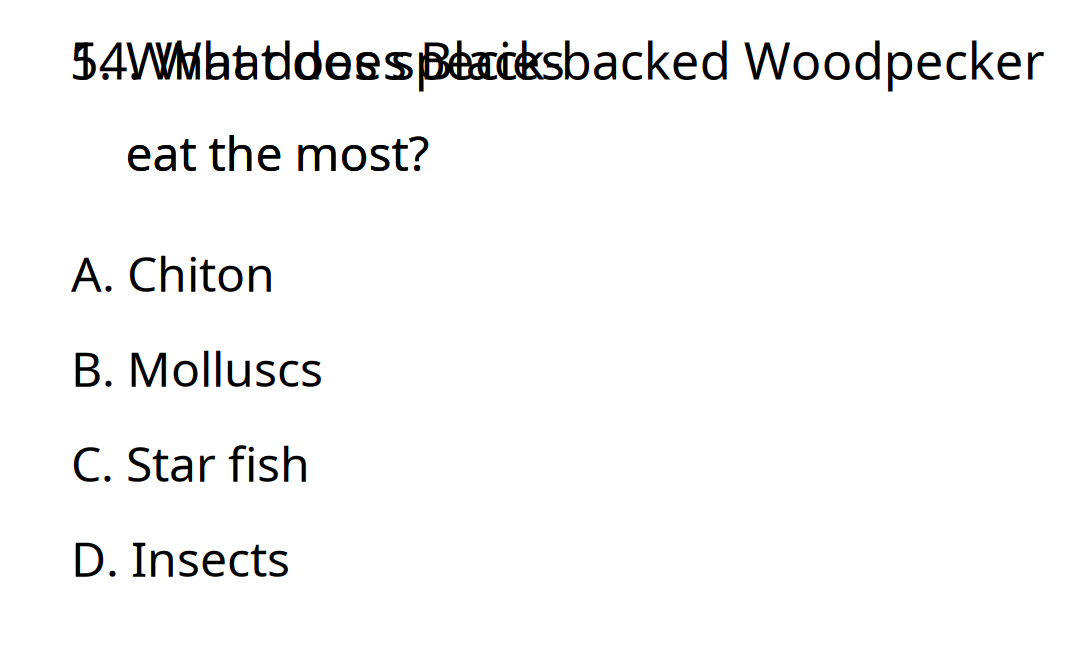 backed Woodpecker
eat the most?
A. Chiton
B. Molluscs
C. Star fish
D. Insects